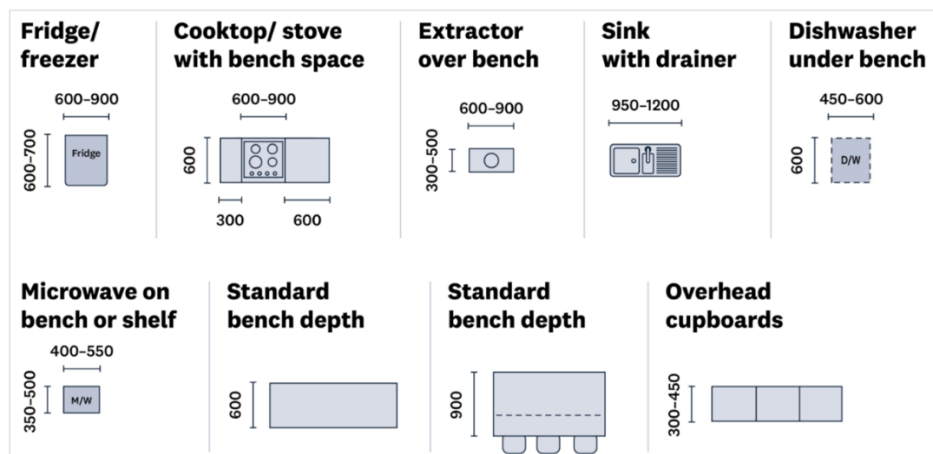 Fridge/
freezer
600–900
600–700
Fridge
Cooktop/ stove
with bench space
600–900
600
300
600
Extractor
over bench
600–900
300–500
Sink
with drainer
950–1200
Dishwasher
under bench
450–600
600
D/W
Microwave on
bench or shelf
400–550
350–500
M/W
Standard
bench depth
600
Standard
bench depth
900
Overhead
cupboards
300–450